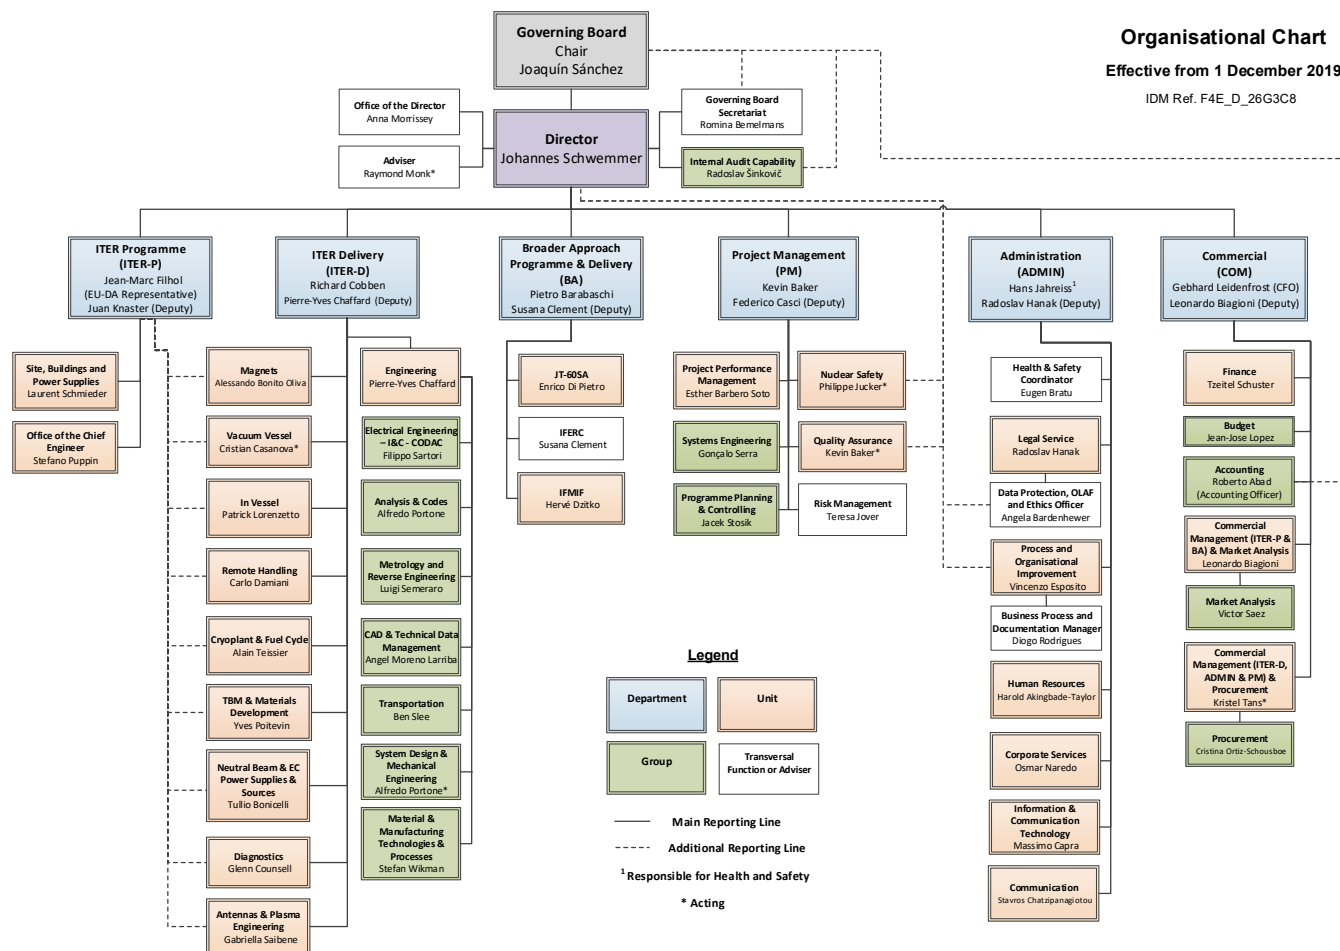 Organisational Chart
Effective from 1 December 2019
IDM Ref. F4E_D_26G3C8
Governing Board
Chair
Joaquín Sánchez
Office of the Director
Anna Morrissey
Adviser
Raymond Monk*
Director
Johannes Schwemmer
Governing Board
Secretariat
Romina Bemelmans
Internal Audit Capability
Radoslav Šinkovič
ITER Programme
(ITER-P)
Jean-Marc Filhol
(EU-DA Representative)
Juan Knaster (Deputy)
ITER Delivery
(ITER-D)
Richard Cobben
Pierre-Yves Chaffard (Deputy)
Broader Approach
Programme & Delivery
(BA)
Pietro Barabaschi
Susana Clement (Deputy)
Project Management
(PM)
Kevin Baker
Federico Casci (Deputy)
Administration
(ADMIN)
Hans Jahreiss¹
Radoslav Hanak (Deputy)
Commercial
(COM)
Gebhard Leidenfrost (CFO)
Leonardo Biagioni (Deputy)
Site, Buildings and
Power Supplies
Laurent Schmieder
Office of the Chief
Engineer
Stefano Puppin
Magnets
Alessando Bonito Oliva
Vacuum Vessel
Cristian Casanova*
In Vessel
Patrick Lorenzetto
Remote Handling
Carlo Damiani
Cryoplant & Fuel Cycle
Alain Teissier
TBM & Materials
Development
Yves Poitevin
Neutral Beam & EC
Power Supplies &
Sources
Tullio Bonicelli
Diagnostics
Glenn Counsell
Antennas & Plasma
Engineering
Gabriella Saibene
Engineering
Pierre-Yves Chaffard
Electrical Engineering
– I&C - CODAC
Filippo Sartori
Analysis & Codes
Alfredo Portone
Metrology and
Reverse Engineering
Luigi Semeraro
CAD & Technical Data
Management
Angel Moreno Larriba
Transportation
Ben Slee
System Design &
Mechanical
Engineering
Alfredo Portone*
Material &
Manufacturing
Technologies &
Processes
Stefan Wikman
JT-60SA
Enrico Di Pietro
IFERC
Susana Clement
IFMIF
Hervé Dzitko
Project Performance
Management
Esther Barbero Soto
Systems Engineering
Gonçalo Serra
Programme Planning
& Controlling
Jacek Stosik
Nuclear Safety
Philippe Jucker*
Quality Assurance
Kevin Baker*
Risk Management
Teresa Jover
Health & Safety
Coordinator
Eugen Bratu
Legal Service
Radoslav Hanak
Data Protection, OLAF
and Ethics Officer
Angela Bardenhewer
Process and
Organisational
Improvement
Vincenzo Esposito
Business Process and
Documentation Manager
Diogo Rodrigues
Human Resources
Harold Akingbade-Taylor
Corporate Services
Osmar Naredo
Information &
Communication
Technology
Massimo Capra
Communication
Stavros Chatzipanagiotou
Finance
Tzeitel Schuster
Budget
Jean-Jose Lopez
Accounting
Roberto Abad
(Accounting Officer)
Commercial
Management (ITER-P &
BA) & Market Analysis
Leonardo Biagioni
Market Analysis
Victor Saez
Commercial
Management (ITER-D,
ADMIN & PM) &
Procurement
Kristel Tans*
Procurement
Cristina Ortiz-Schousboe
Legend
Department
Unit
Group
Transversal
Function or Adviser
Main Reporting Line
Additional Reporting Line
¹ Responsible for Health and Safety
* Acting